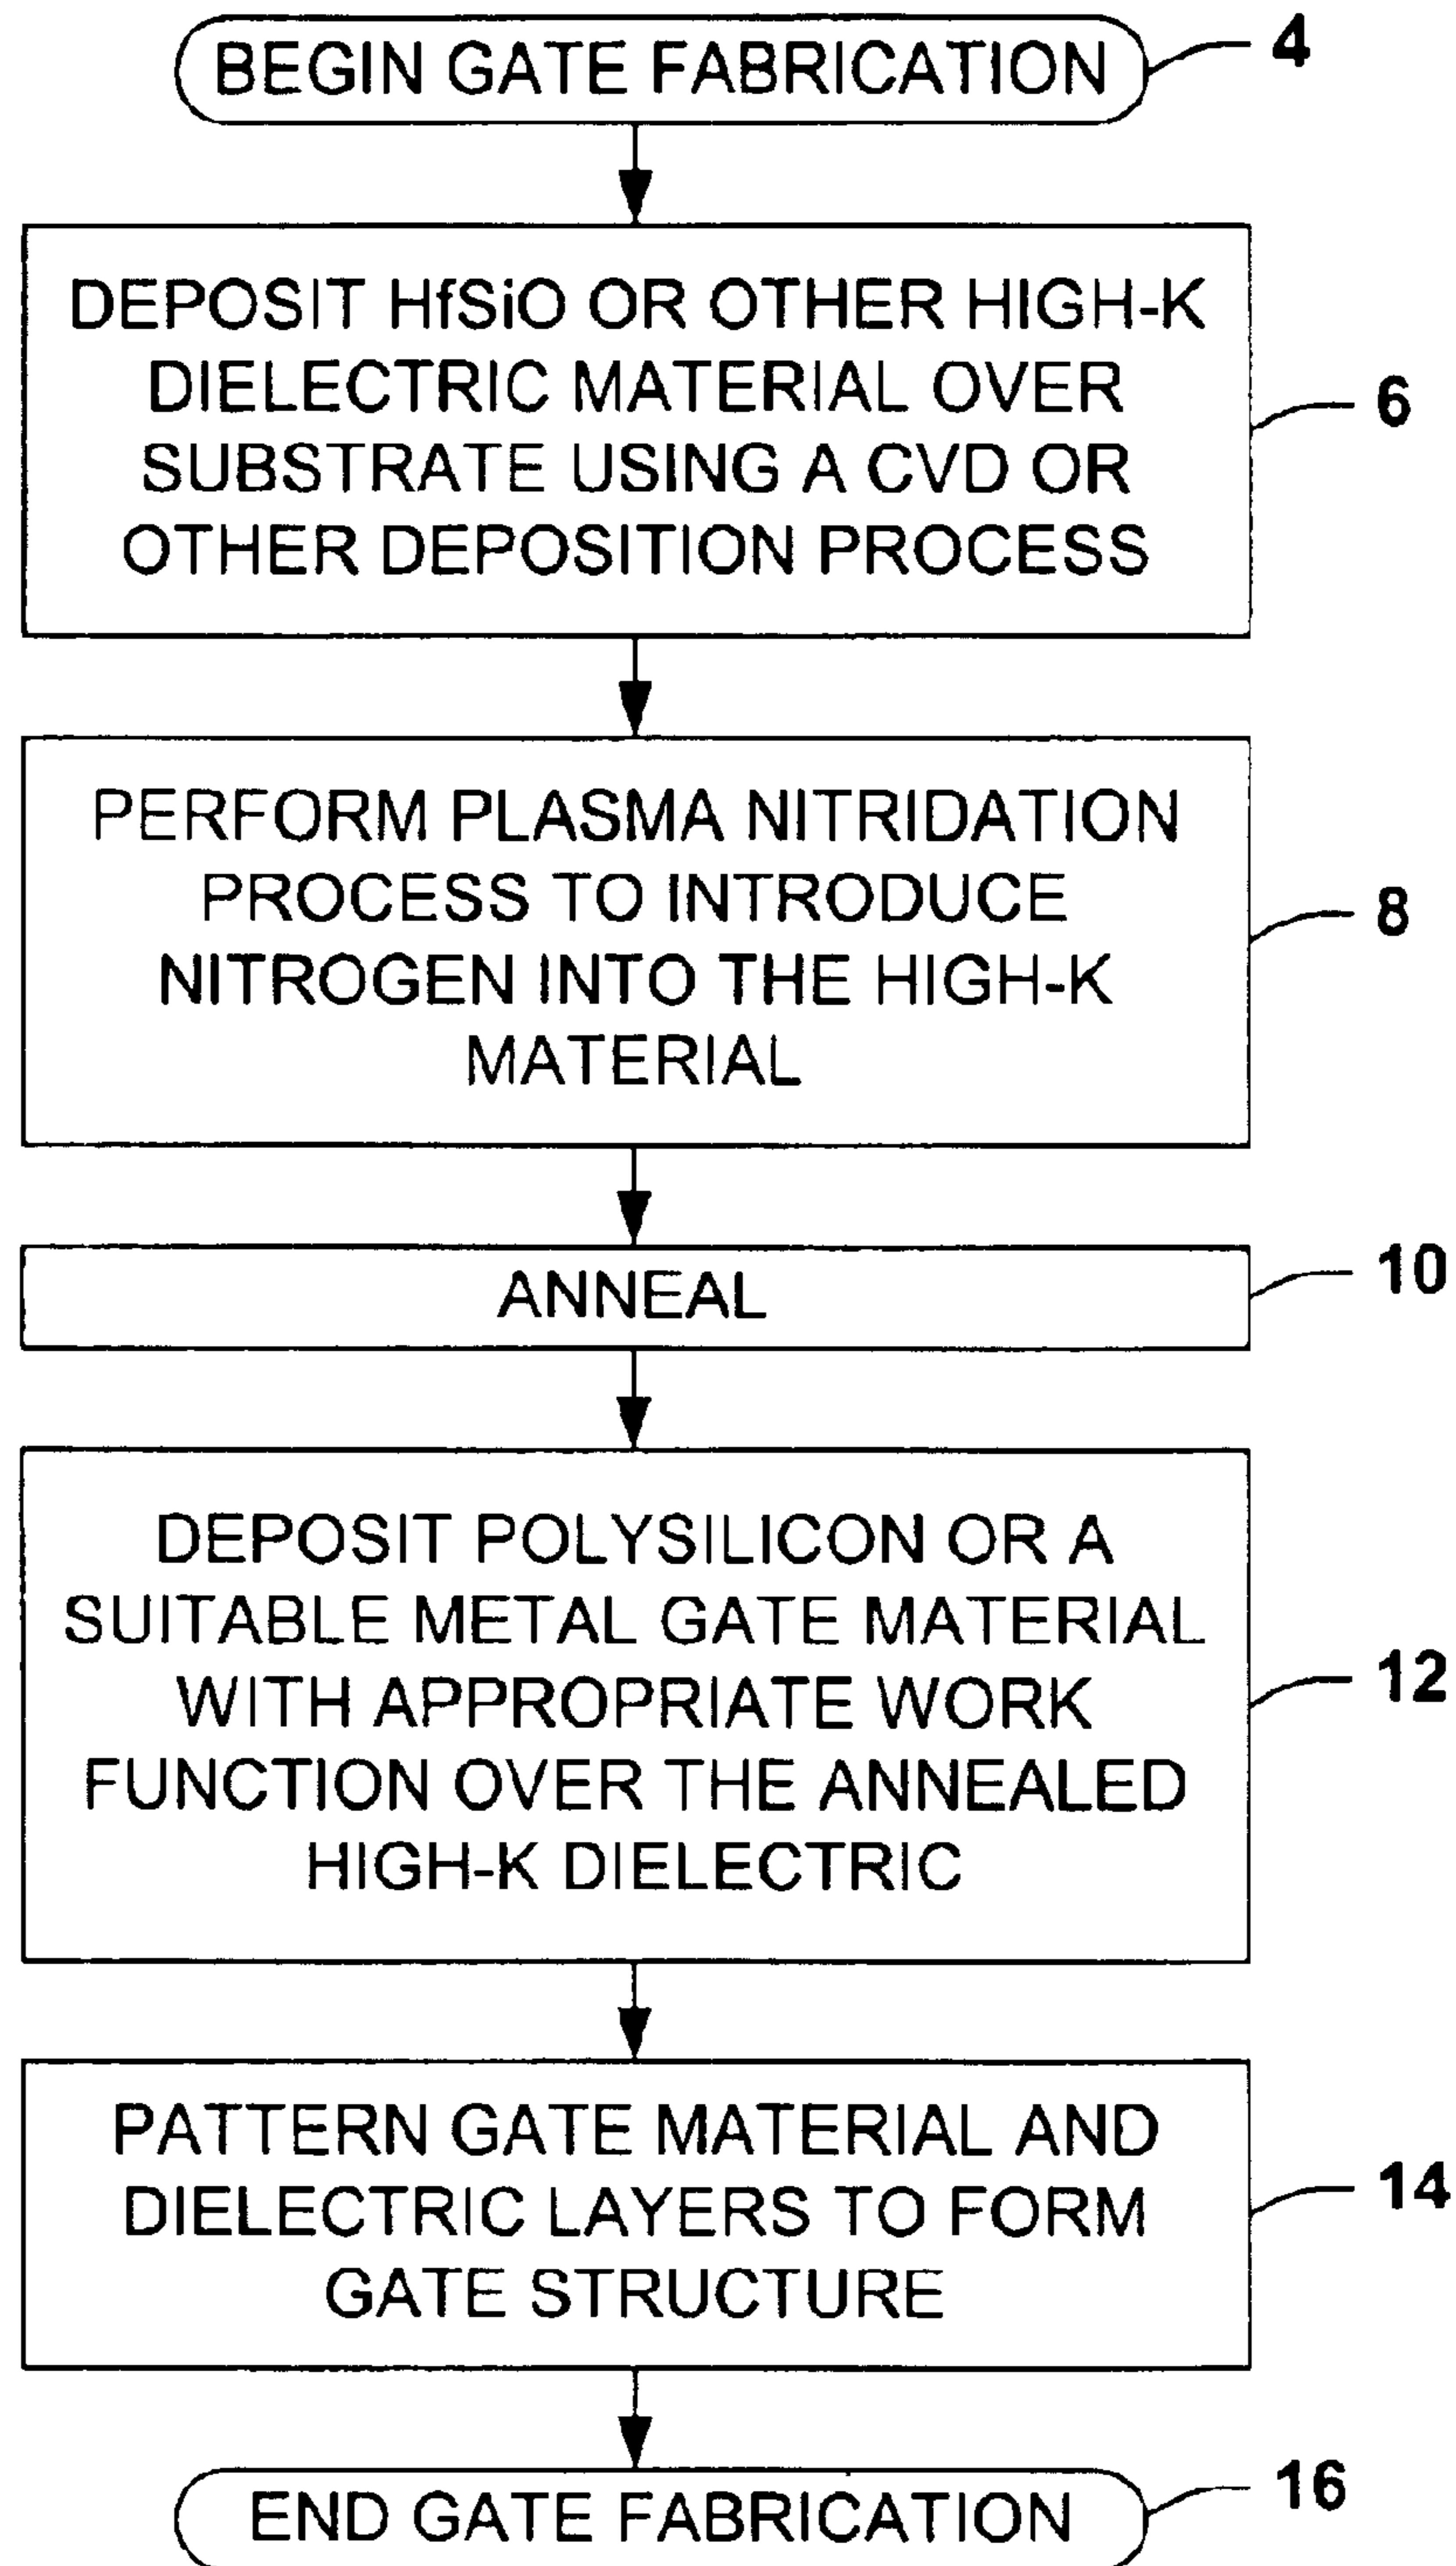 BEGIN GATE FABRICATION
4
DEPOSIT HfSiO OR OTHER HIGH-K
DIELECTRIC MATERIAL OVER
SUBSTRATE USING A CVD OR
OTHER DEPOSITION PROCESS
6
PERFORM PLASMA NITRIDATION
PROCESS TO INTRODUCE
NITROGEN INTO THE HIGH-K
MATERIAL
8
ANNEAL
10
DEPOSIT POLYSILICON OR A
SUITABLE METAL GATE MATERIAL
WITH APPROPRIATE WORK
FUNCTION OVER THE ANNEALED
HIGH-K DIELECTRIC
12
PATTERN GATE MATERIAL AND
DIELECTRIC LAYERS TO FORM
GATE STRUCTURE
14
END GATE FABRICATION
16